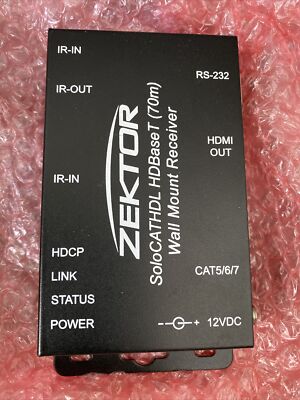 IR-IN
IR-OUT
IR-IN
HDCP
LINK
STATUS
POWER
ZEKTOR
SoloCATHDL HDBaseT (70m)
Wall Mount Receiver
RS-232
HDMI
OUT
CAT5/6/7
- + 12VDC